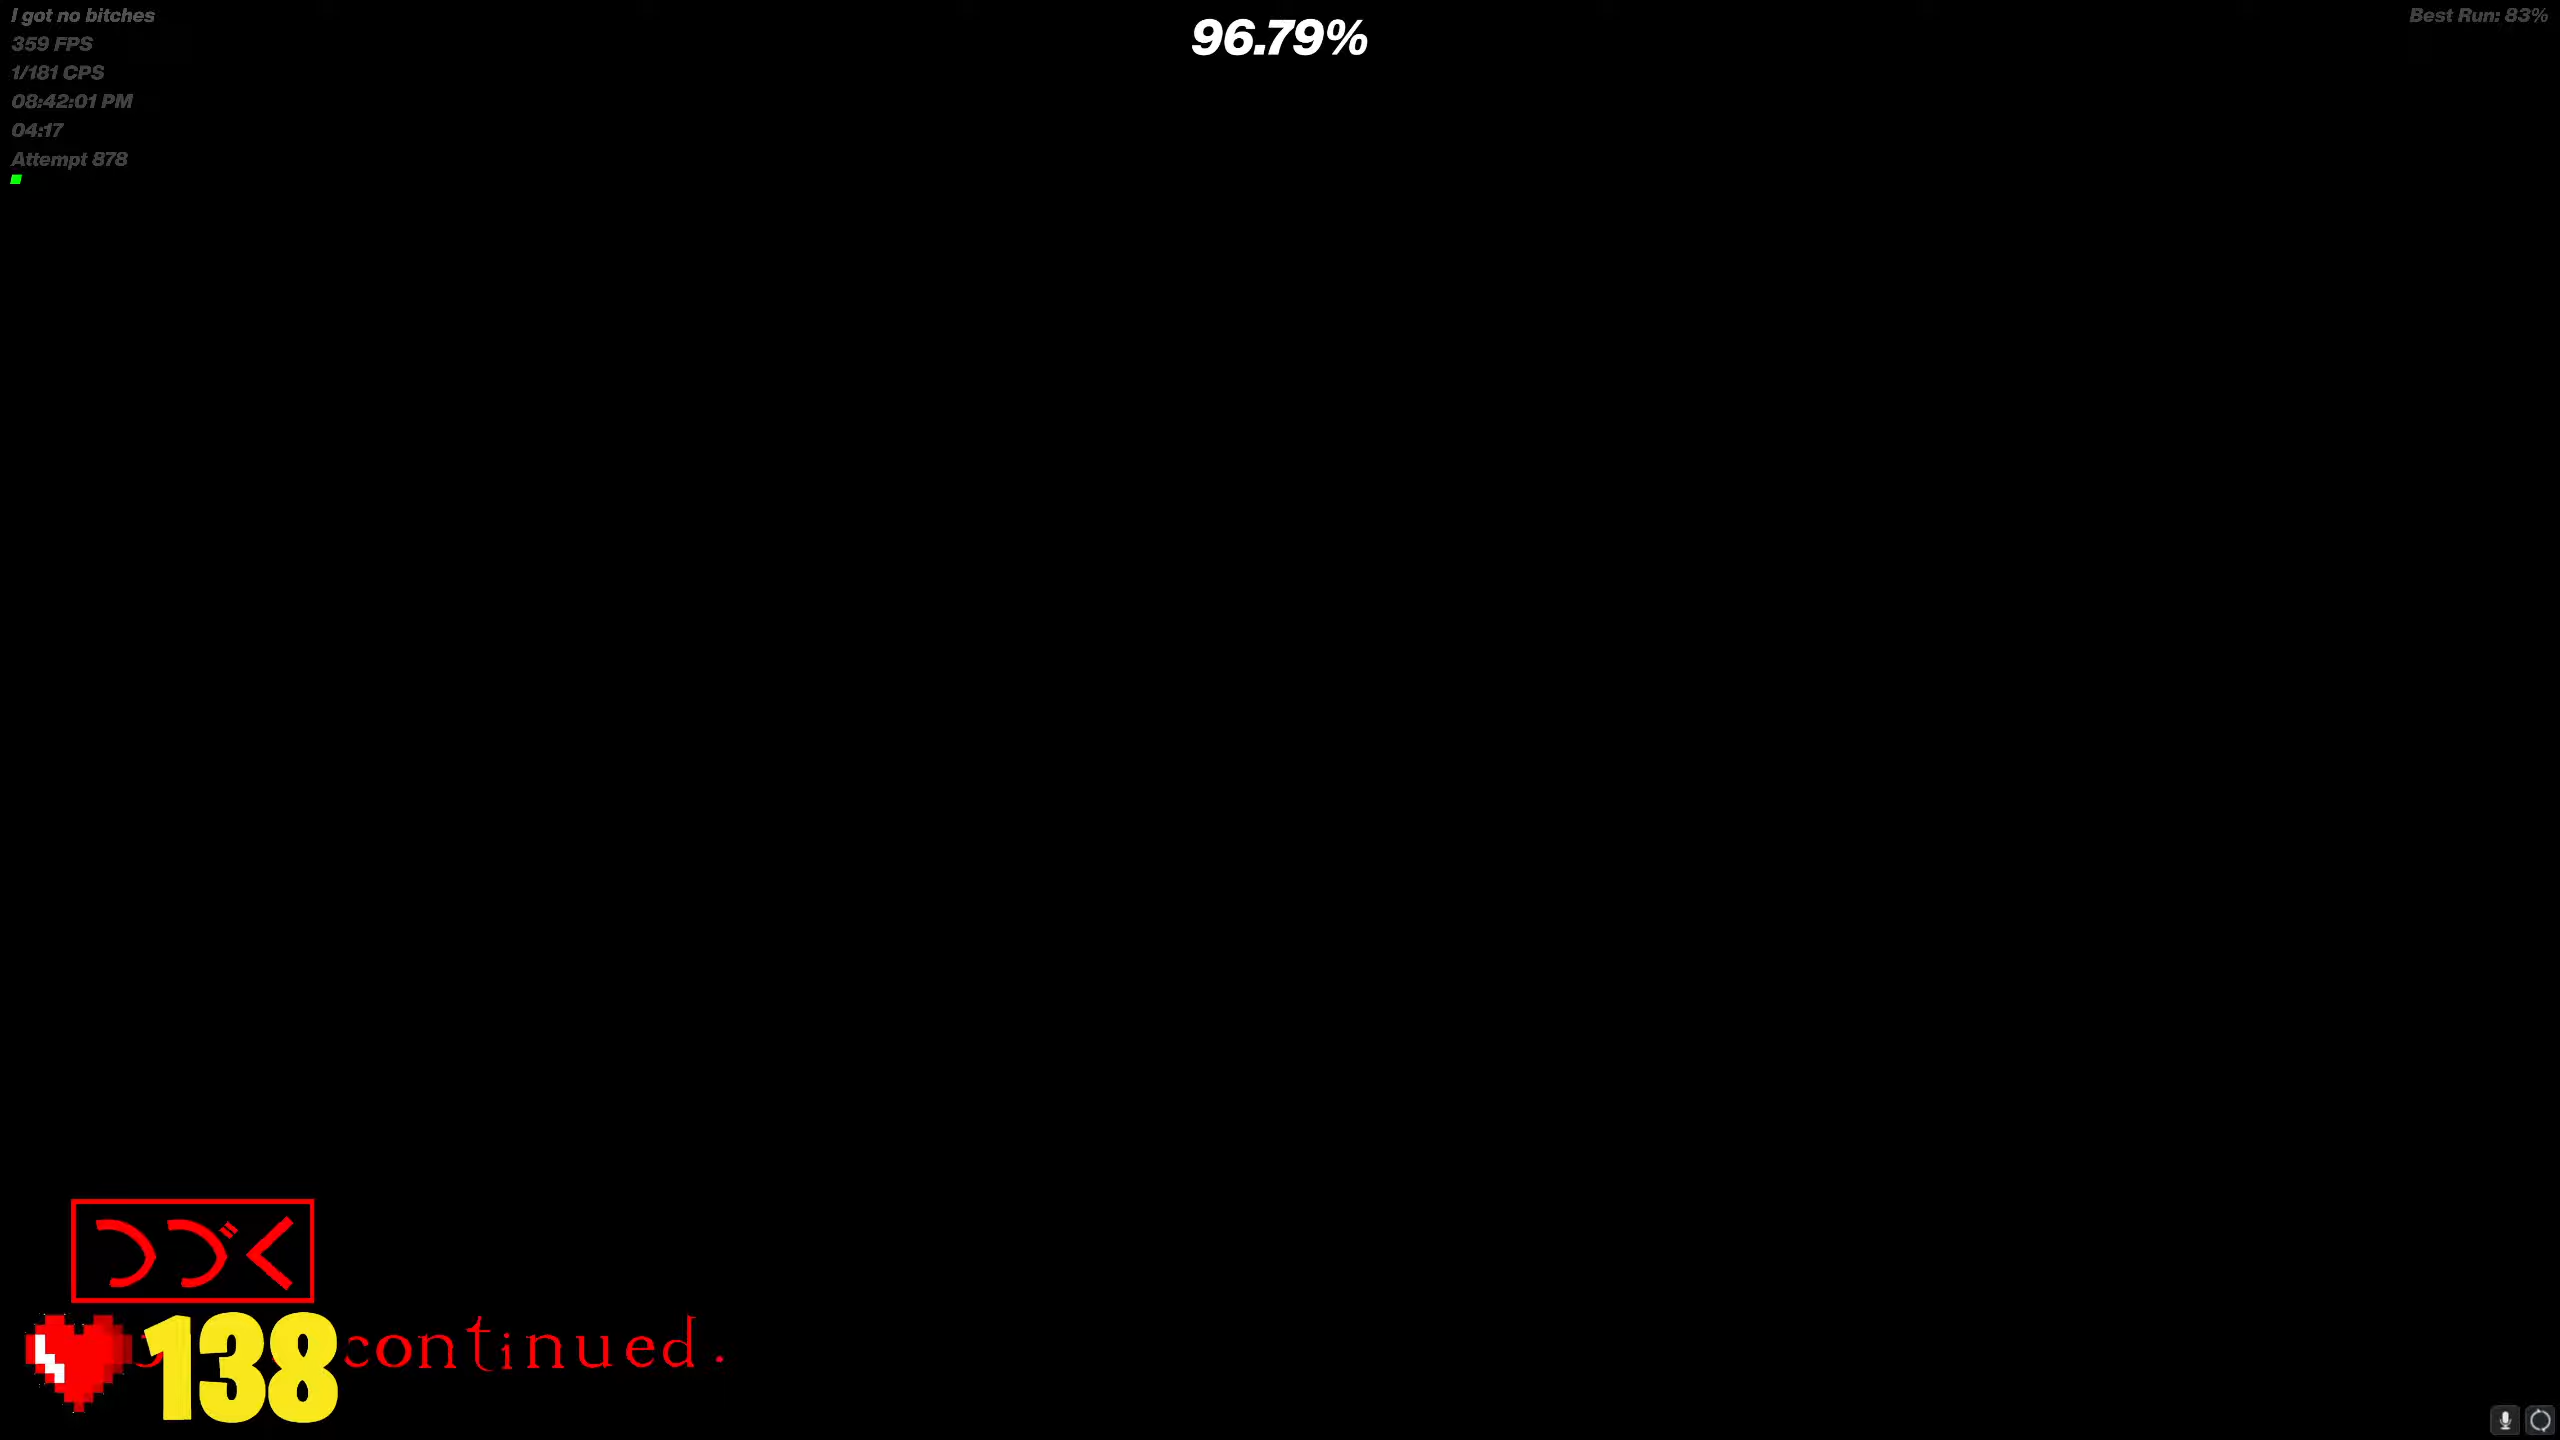 I got no bitches
359 FPS
1/181 CPS
08:42:01 PM
04:17
Attempt 878
96.79%
Best Run: 83%
つづく
138
continued.